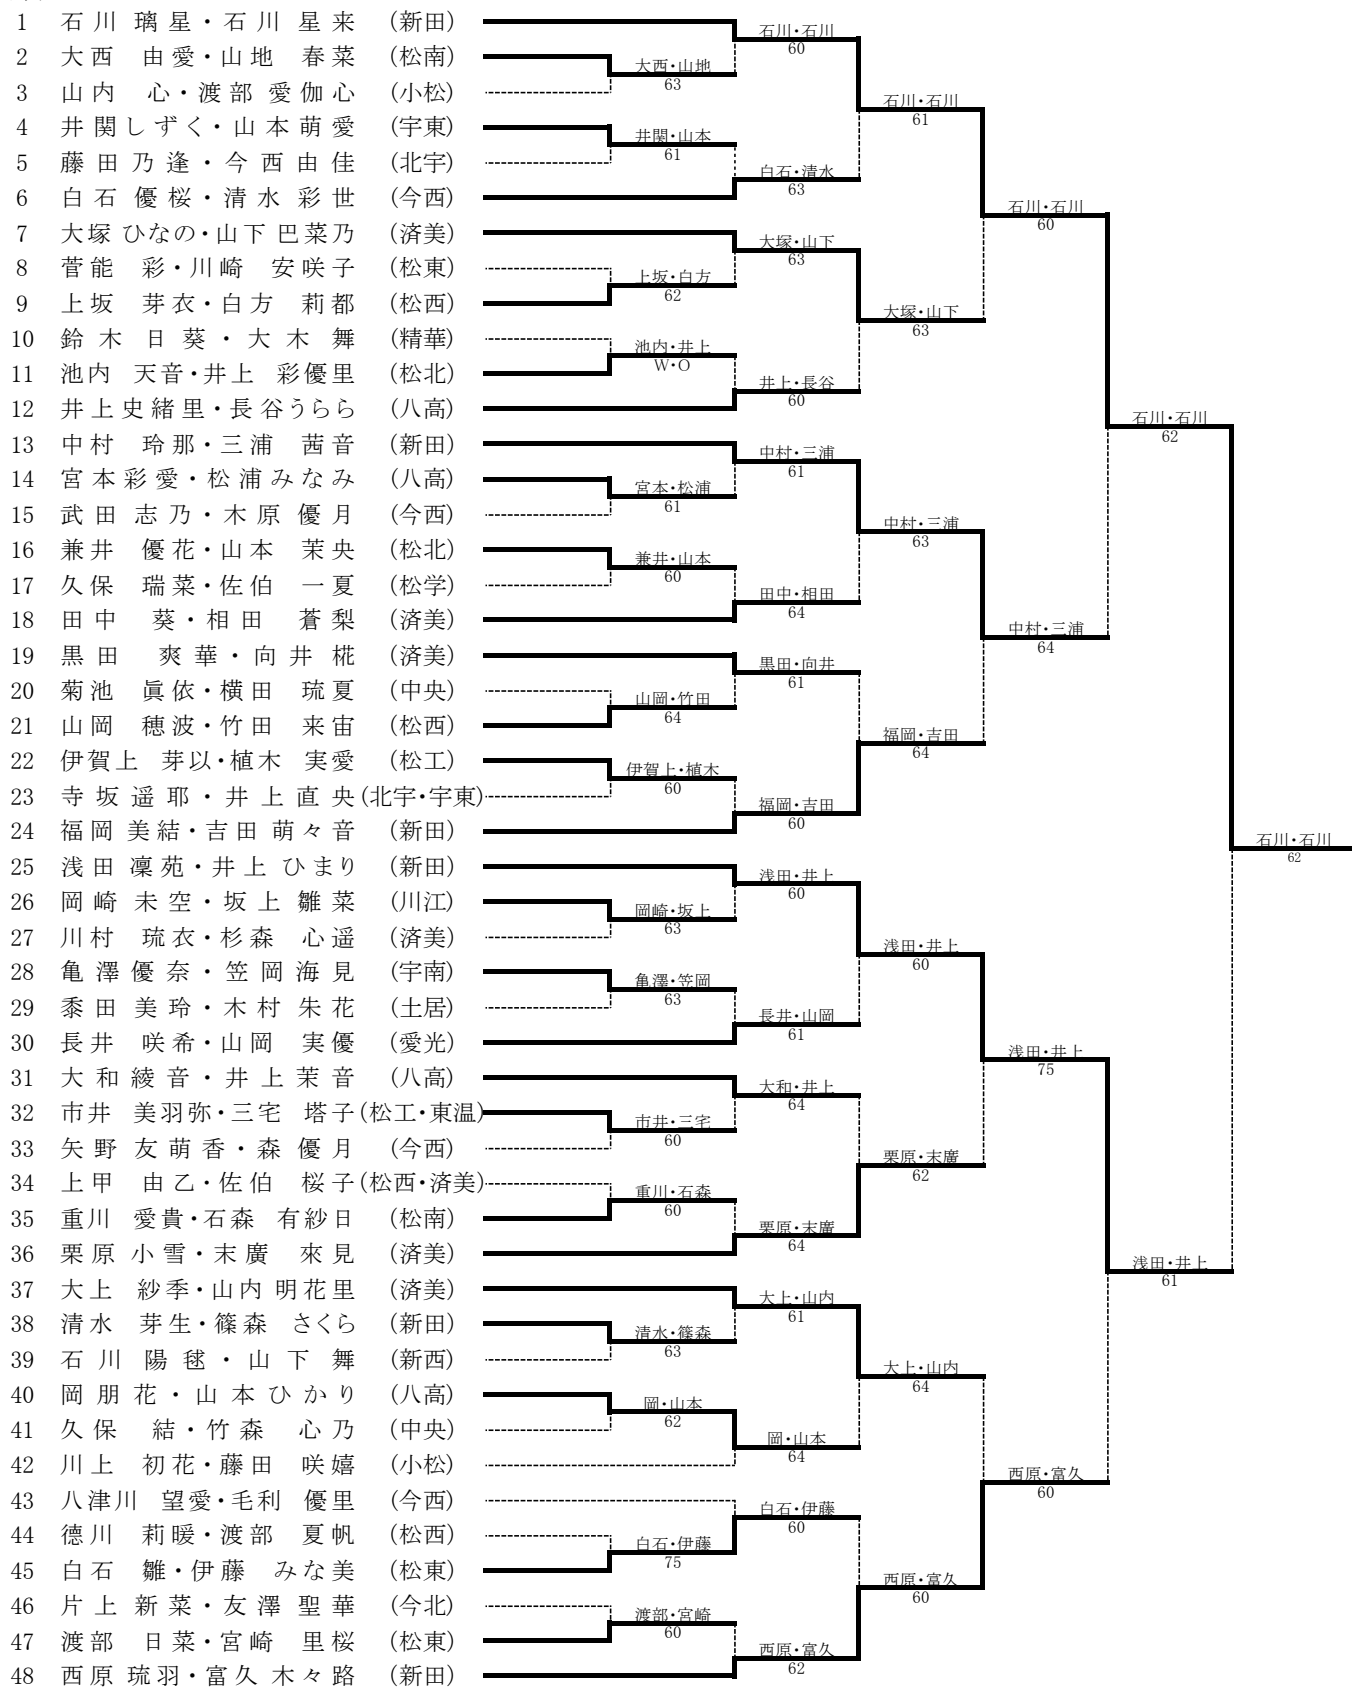 1 石川 璃星・石川 星来 (新田)
2 大西 由愛・山地 春菜 (松南)
3 山内 心・渡部 愛伽心 (小松)
4 井関しずく・山本萌愛 (宇東)
5 藤田乃逢・今西由佳 (北宇)
6 白石 優桜・清水 彩世 (今西)
7 大塚 ひなの・山下 巴菜乃 (済美)
8 菅能 彩・川崎 安咲子 (松東)
9 上坂 芽衣・白方 莉都 (松西)
10 鈴木 日葵・大木 舞 (精華)
11 池内 天音・井上 彩優里 (松北)
12 井上史緒里・長谷うらら (八高)
13 中村 玲那・三浦 茜音 (新田)
14 宮本彩愛・松浦みなみ (八高)
15 武田 志乃・木原 優月 (今西)
16 兼井 優花・山本 茉央 (松北)
17 久保 瑞菜・佐伯 一夏 (松学)
18 田中 葵・相田 蒼梨 (済美)
19 黒田 爽華・向井 椛 (済美)
20 菊池 眞依・横田 琉夏 (中央)
21 山岡 穂波・竹田 来宙 (松西)
22 伊賀上 芽以・植木 実愛 (松工)
23 寺坂遥耶・井上直央 (北宇・宇東)
24 福岡 美結・吉田 萌々音 (新田)
25 浅田 凜苑・井上 ひまり (新田)
26 岡崎 未空・坂上 雛菜 (川江)
27 川村 琉衣・杉森 心遥 (済美)
28 亀澤優奈・笠岡海見 (宇南)
29 黍田 美玲・木村 朱花 (土居)
30 長井 咲希・山岡 実優 (愛光)
31 大和綾音・井上茉音 (八高)
32 市井 美羽弥・三宅 塔子 (松工・東温)
33 矢野 友萌香・森 優月 (今西)
34 上甲 由乙・佐伯 桜子 (松西・済美)
35 重川 愛貴・石森 有紗日 (松南)
36 栗原 小雪・末廣 來見 (済美)
37 大上 紗季・山内 明花里 (済美)
38 清水 芽生・篠森 さくら (新田)
39 石川 陽毬・山下 舞 (新西)
40 岡朋花・山本ひかり (八高)
41 久保 結・竹森 心乃 (中央)
42 川上 初花・藤田 咲嬉 (小松)
43 八津川 望愛・毛利 優里 (今西)
44 德川 莉暖・渡部 夏帆 (松西)
45 白石 雛・伊藤 みな美 (松東)
46 片上 新菜・友澤 聖華 (今北)
47 渡部 日菜・宮崎 里桜 (松東)
48 西原 琉羽・富久 木々路 (新田)
大西・山地
63
井関・山本
61
上坂・白方
62
池内・井上
W・O
宮本・松浦
61
兼井・山本
60
山岡・竹田
64
伊賀上・植木
60
岡崎・坂上
63
亀澤・笠岡
63
市井・三宅
60
重川・石森
60
清水・篠森
63
岡・山本
62
白石・伊藤
75
渡部・宮崎
60
石川・石川
60
白石・清水
63
大塚・山下
63
井上・長谷
60
中村・三浦
61
田中・相田
64
黒田・向井
61
福岡・吉田
60
浅田・井上
60
長井・山岡
61
大和・井上
64
栗原・末廣
64
大上・山内
61
岡・山本
64
白石・伊藤
60
西原・富久
62
石川・石川
61
大塚・山下
63
中村・三浦
63
福岡・吉田
64
浅田・井上
60
栗原・末廣
62
大上・山内
64
西原・富久
60
石川・石川
60
中村・三浦
64
浅田・井上
75
西原・富久
60
石川・石川
62
浅田・井上
61
石川・石川
62